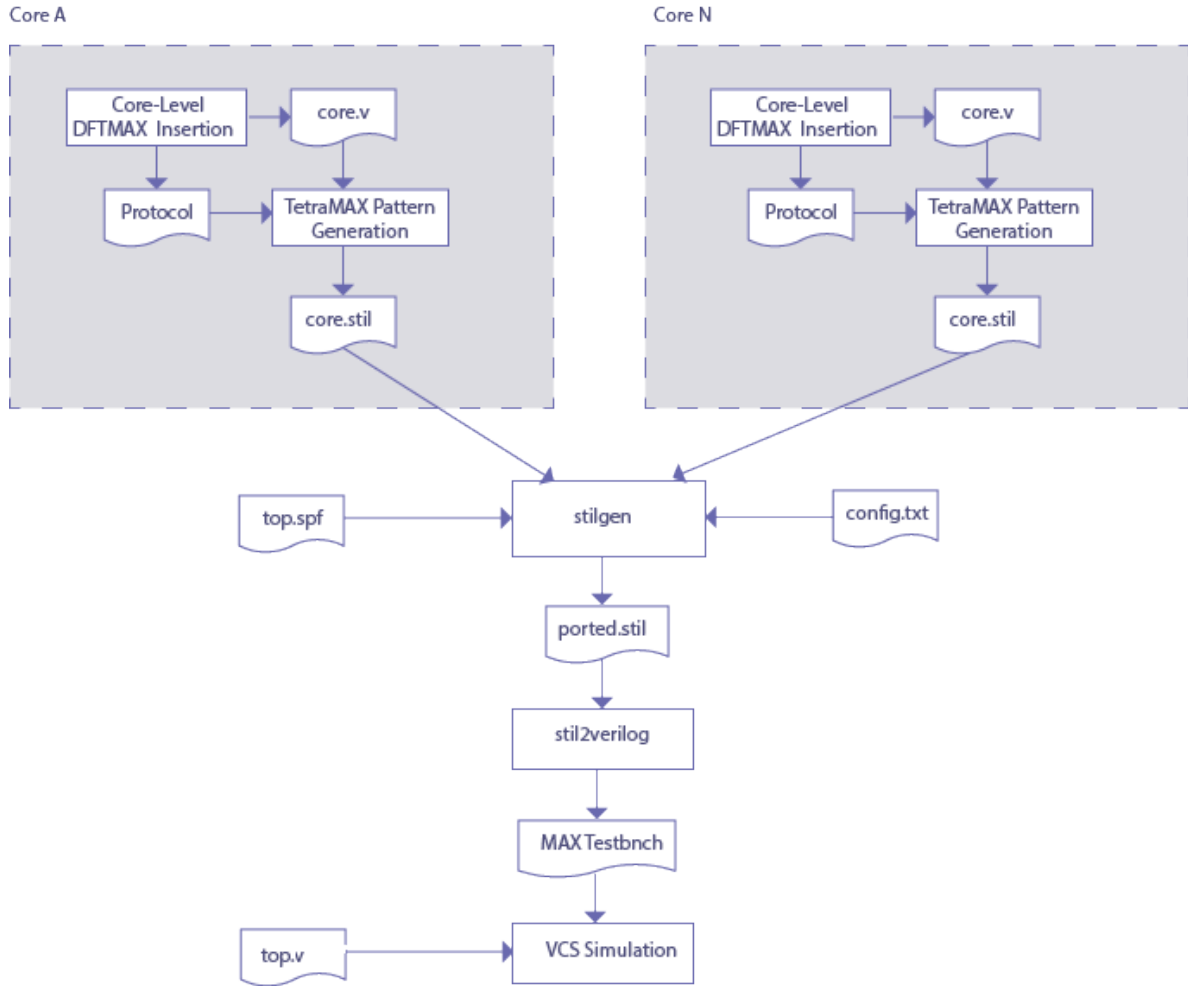 Core A
Core N
Core-Level
DFTMAX Insertion
core.v
Protocol
TetraMAX Pattern
Generation
core.stil
Core-Level
DFTMAX Insertion
core.v
Protocol
TetraMAX Pattern
Generation
core.stil
top.spf
stilgen
config.txt
ported.stil
stil2verilog
MAX Testbnch
top.v
VCS Simulation